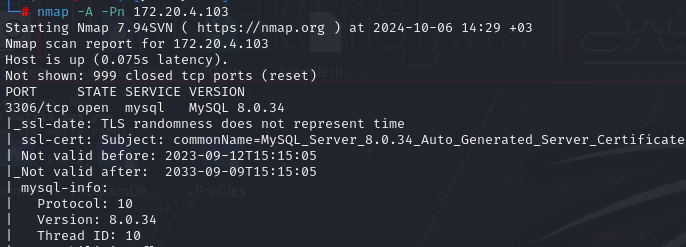 └─# nmap -A -Pn 172.20.4.103
Starting Nmap 7.94SVN ( https://nmap.org ) at 2024-10-06 14:29 +03
Nmap scan report for 172.20.4.103
Host is up (0.075s latency).
Not shown: 999 closed tcp ports (reset)
PORT     STATE SERVICE VERSION
3306/tcp open  mysql   MySQL 8.0.34
|_ssl-date: TLS randomness does not represent time
| ssl-cert: Subject: commonName=MySQL_Server_8.0.34_Auto_Generated_Server_Certificate
| Not valid before: 2023-09-12T15:15:05
|_Not valid after:  2033-09-09T15:15:05
| mysql-info:
|   Protocol: 10
|   Version: 8.0.34
|   Thread ID: 10
Profiles